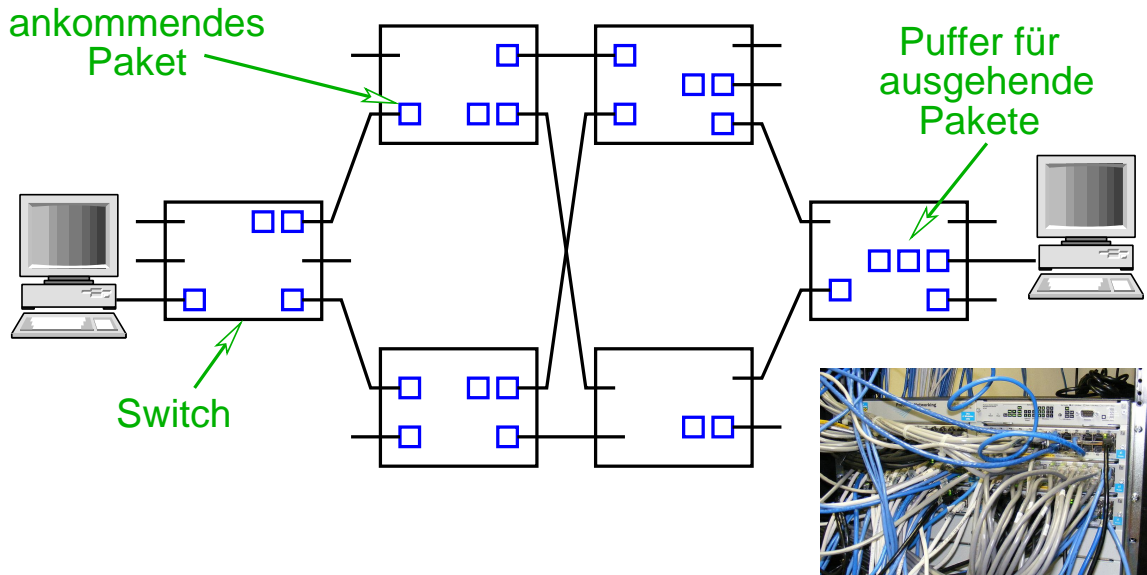 ankommendes
Paket
Puffer für
ausgehende
Pakete
Switch